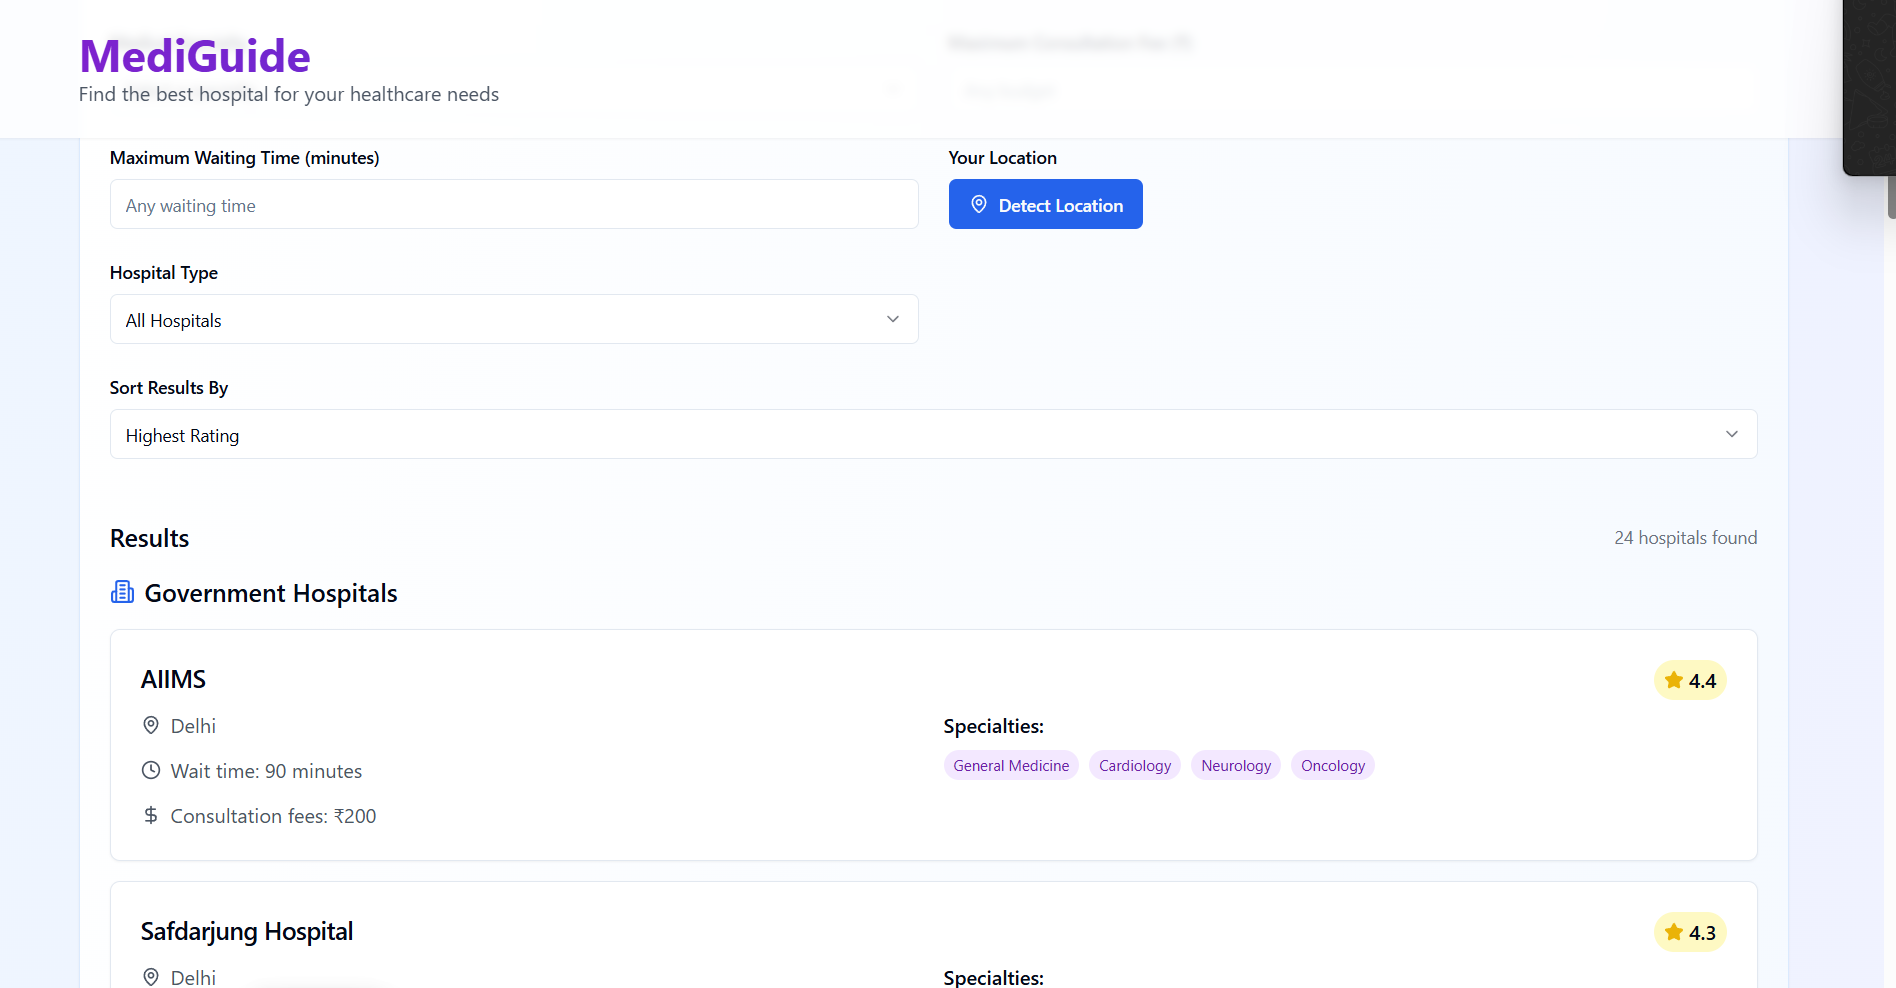 MediGuide
Find the best hospital for your healthcare needs
Maximum Waiting Time (minutes)
Any waiting time
Your Location
Detect Location
Hospital Type
All Hospitals
Sort Results By
Highest Rating
Results
24 hospitals found
Government Hospitals
AIIMS
4.4
Delhi
Wait time: 90 minutes
Consultation fees: ₹200
Specialties:
General Medicine Cardiology Neurology Oncology
Safdarjung Hospital
4.3
Delhi
Specialties: